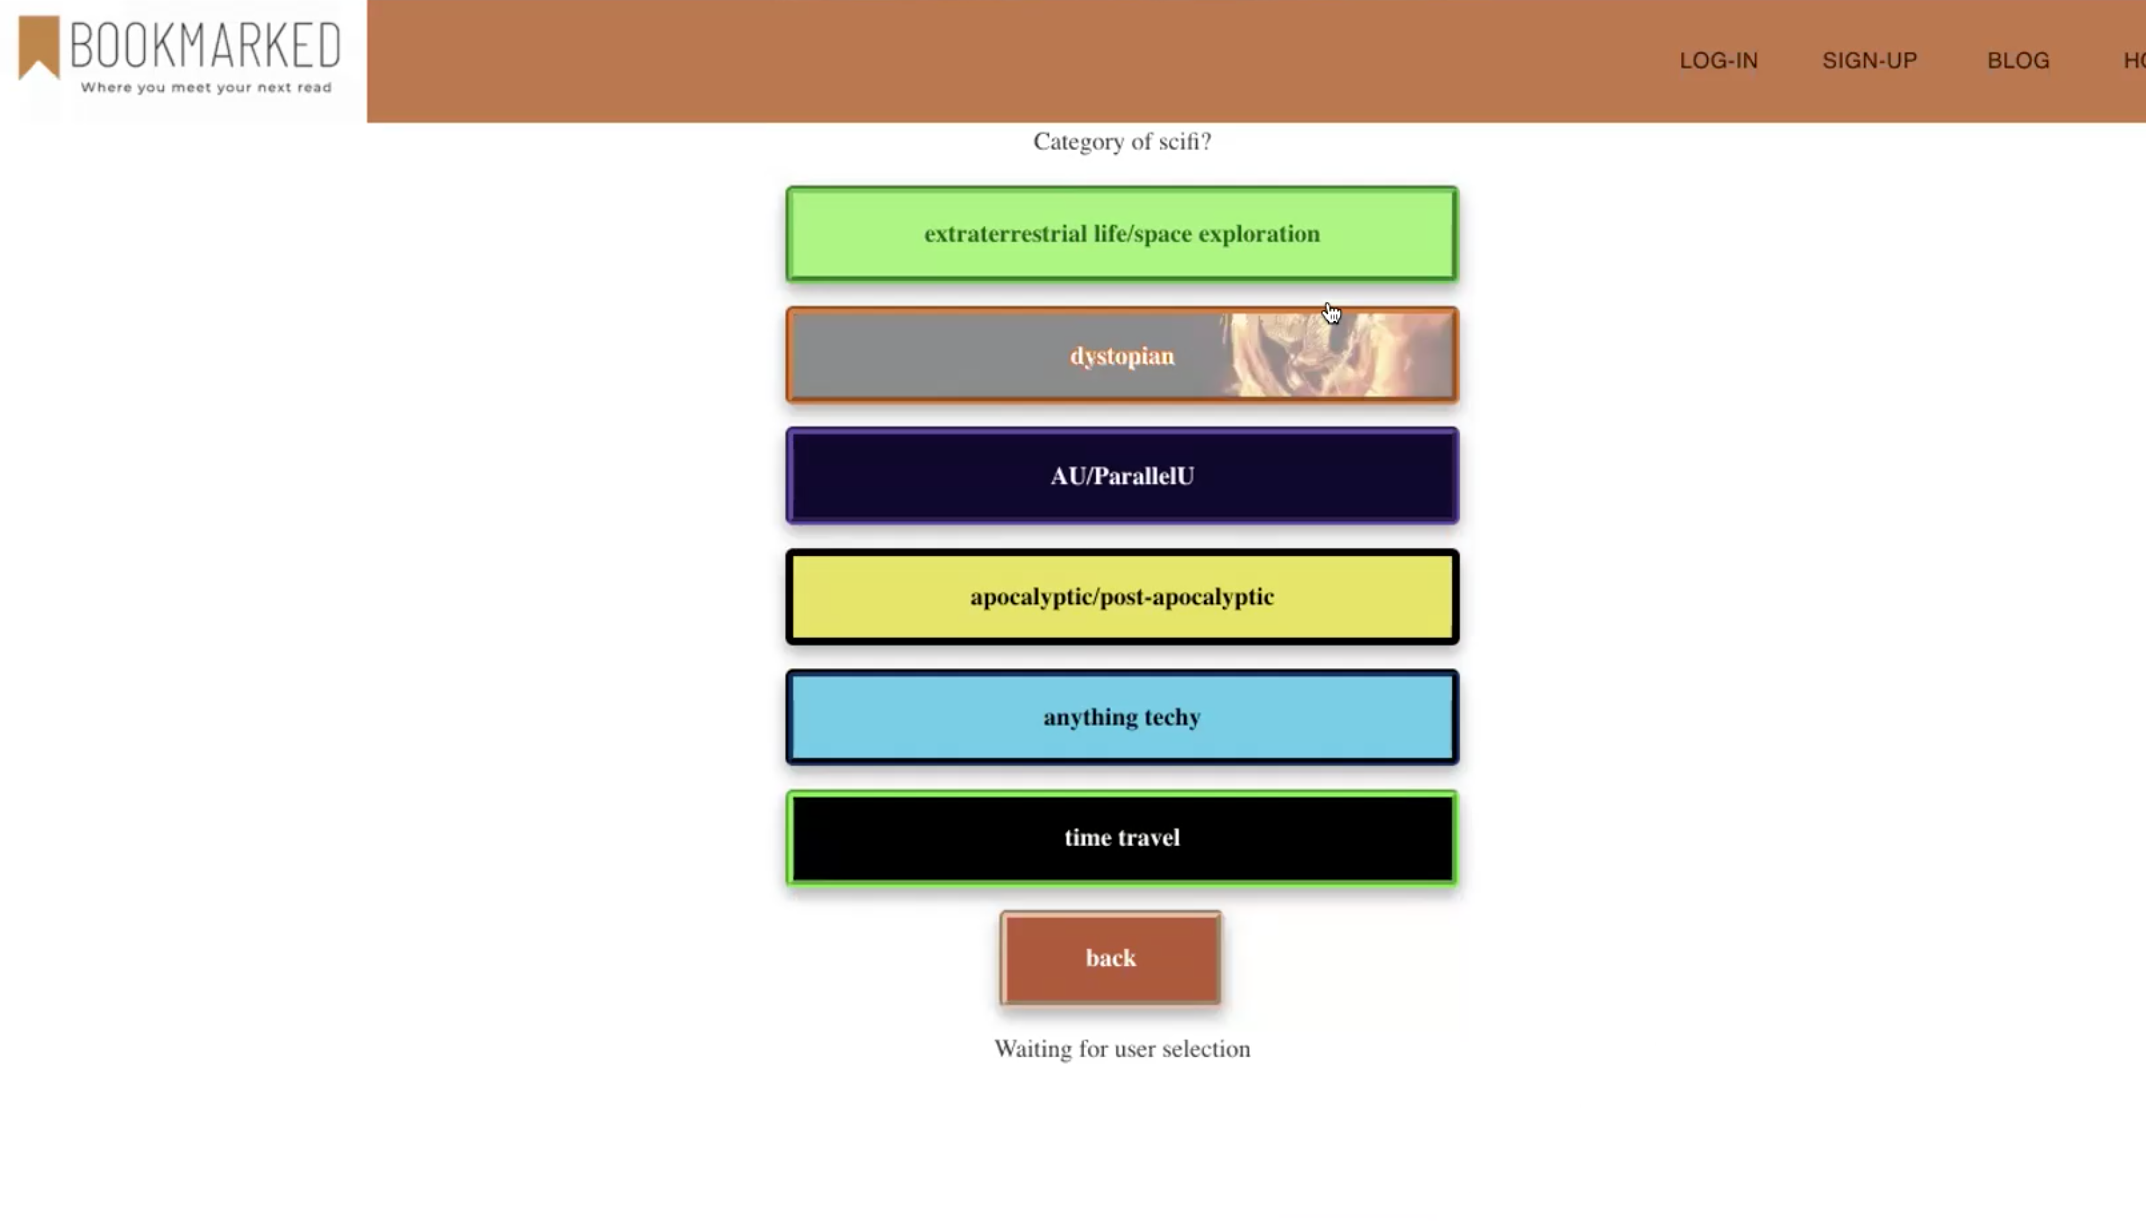 BOOKMARKED
Where you meet your next read
LOG-IN SIGN-UP BLOG
Category of scifi?
extraterrestrial life/space exploration
dystopian
AU/ParallelU
apocalyptic/post-apocalyptic
anything techy
time travel
back
Waiting for user selection